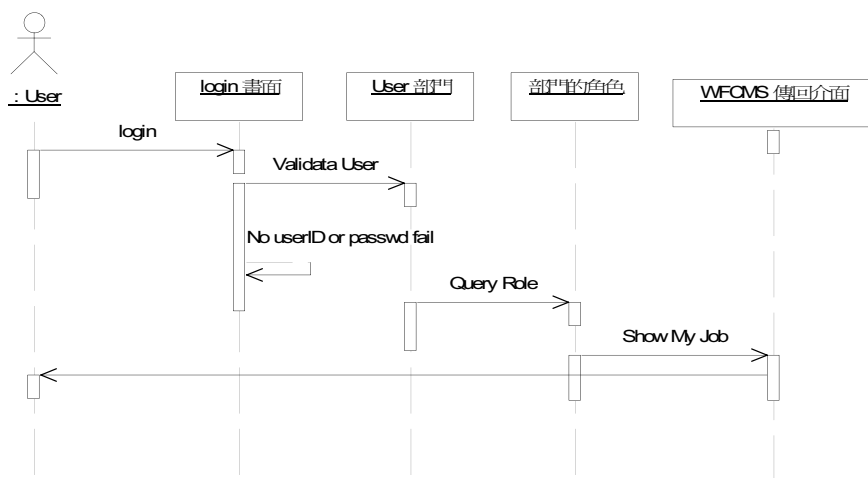 : User
login 畫面
User 部門
部門的角色
WFCMS 傳回介面
login
Validata User
No userID or passwd fail
Query Role
Show My Job